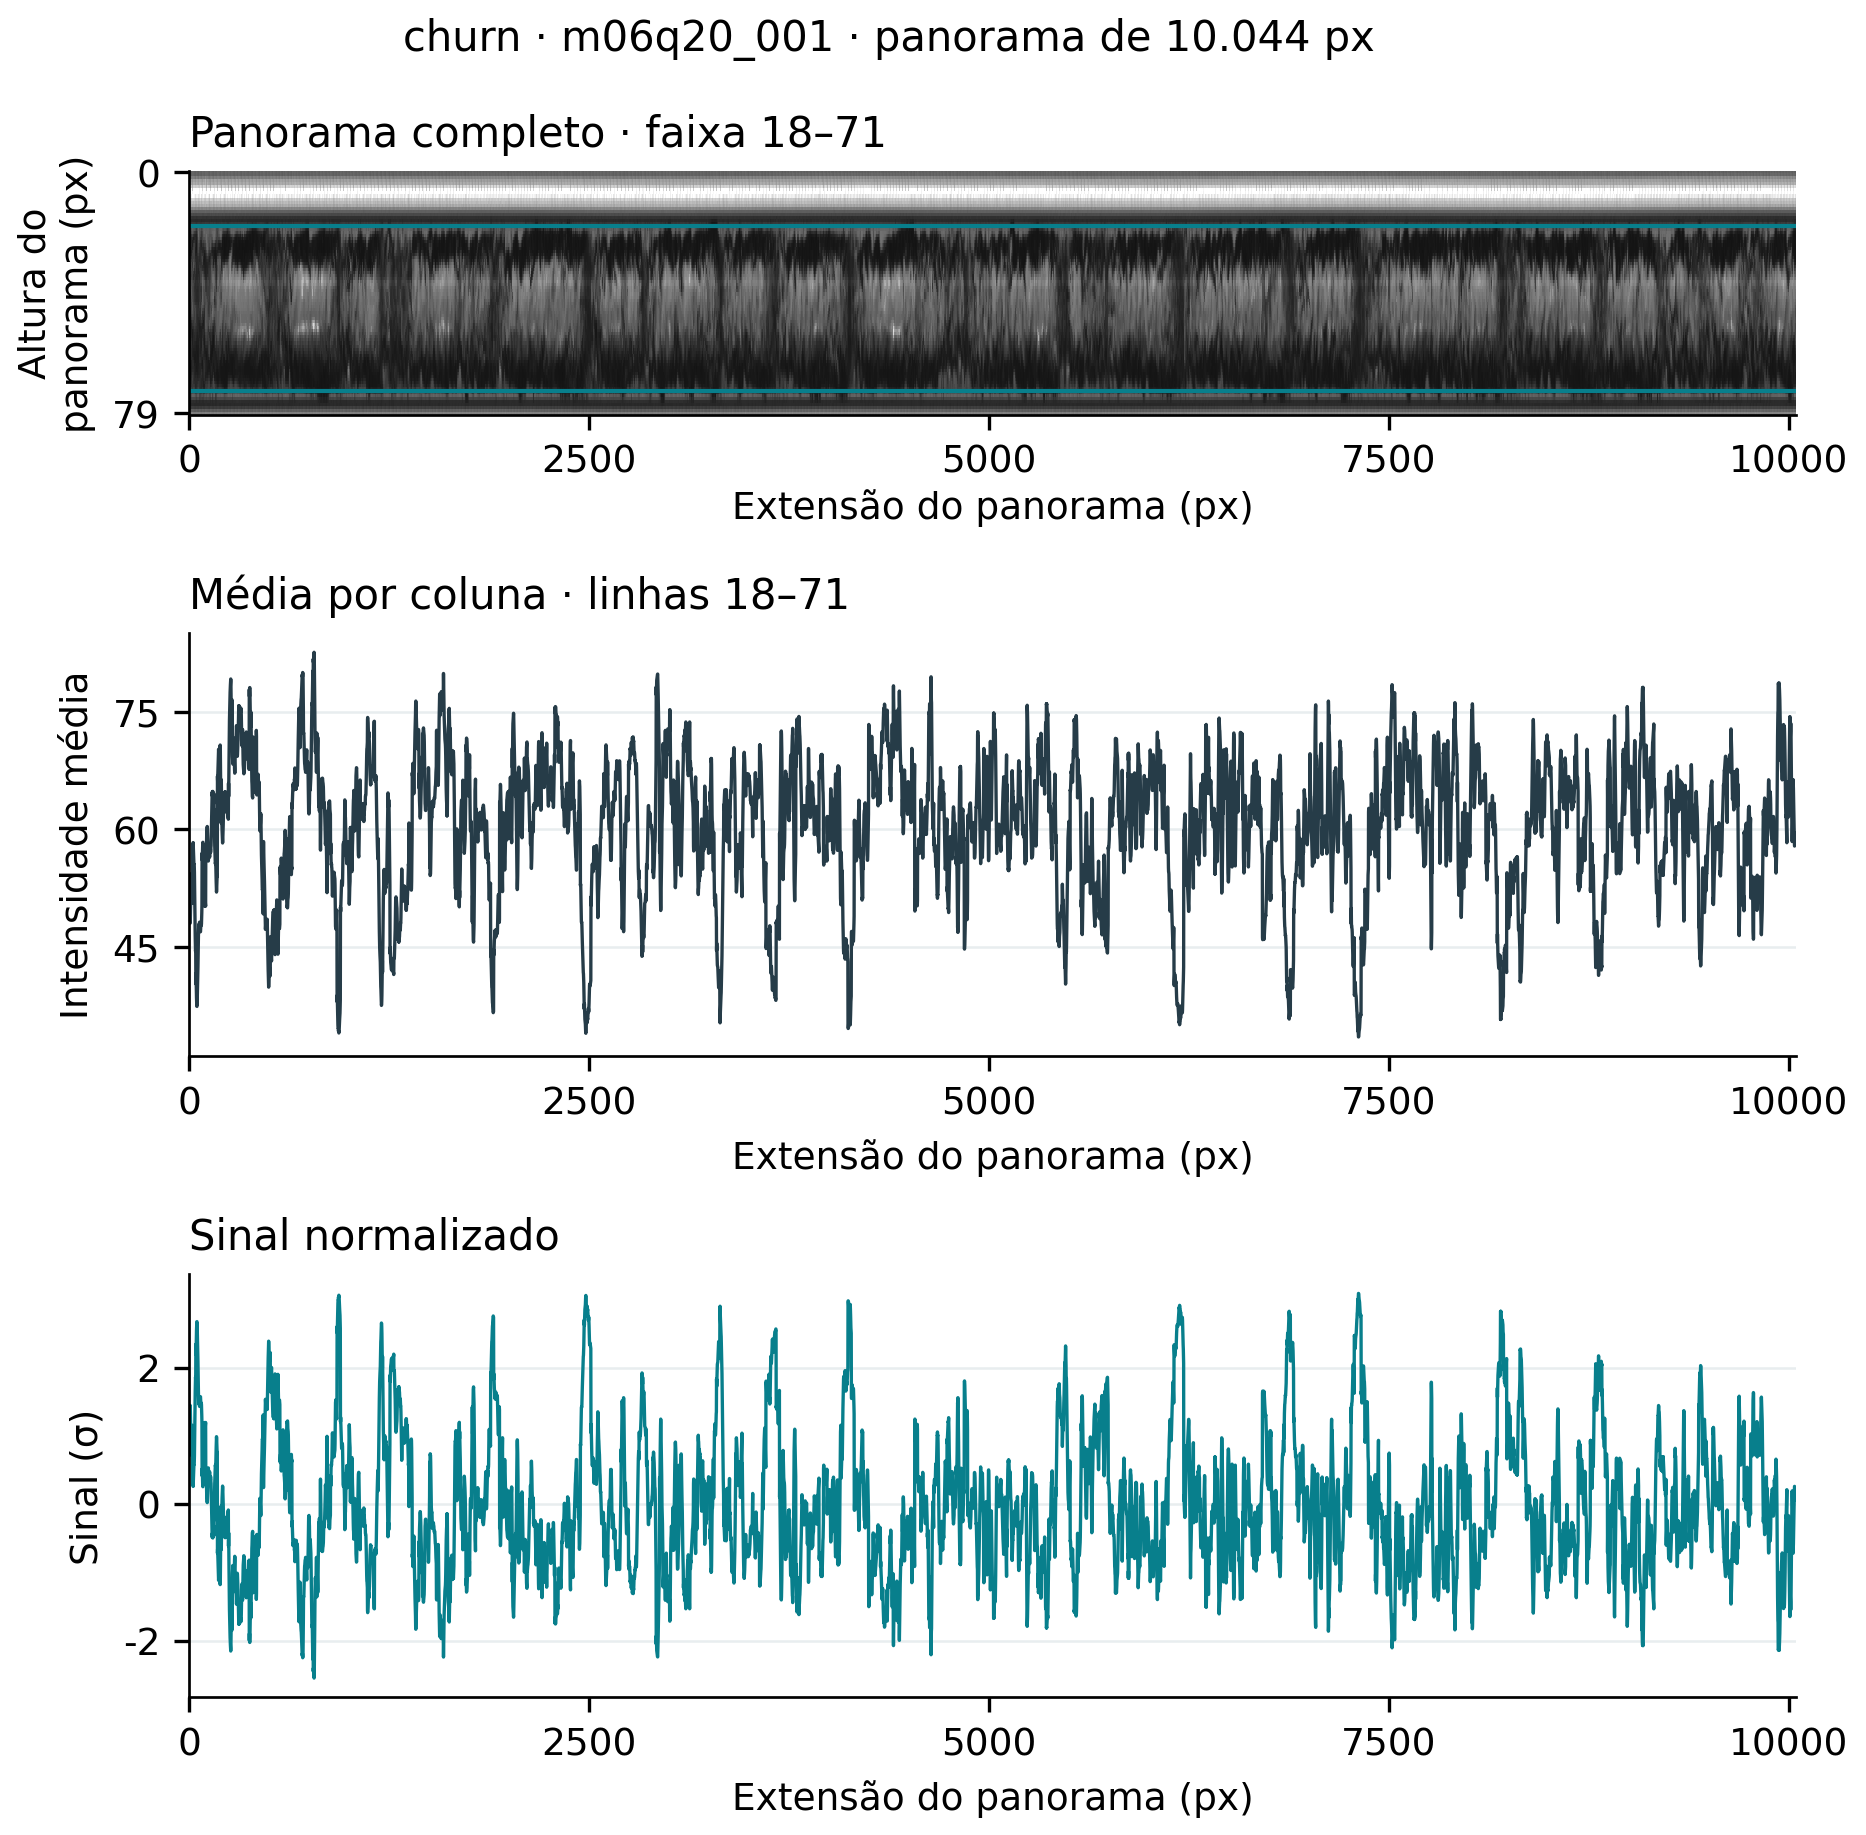 churn · m06q20_001 · panorama de 10.044 px
Panorama completo · faixa 18–71
Altura do
panorama (px)
0
79
0 2500 5000 7500 10000
Extensão do panorama (px)
Média por coluna · linhas 18–71
Intensidade média
75
60
45
0 2500 5000 7500 10000
Extensão do panorama (px)
Sinal normalizado
Sinal (σ)
2
0
-2
0 2500 5000 7500 10000
Extensão do panorama (px)